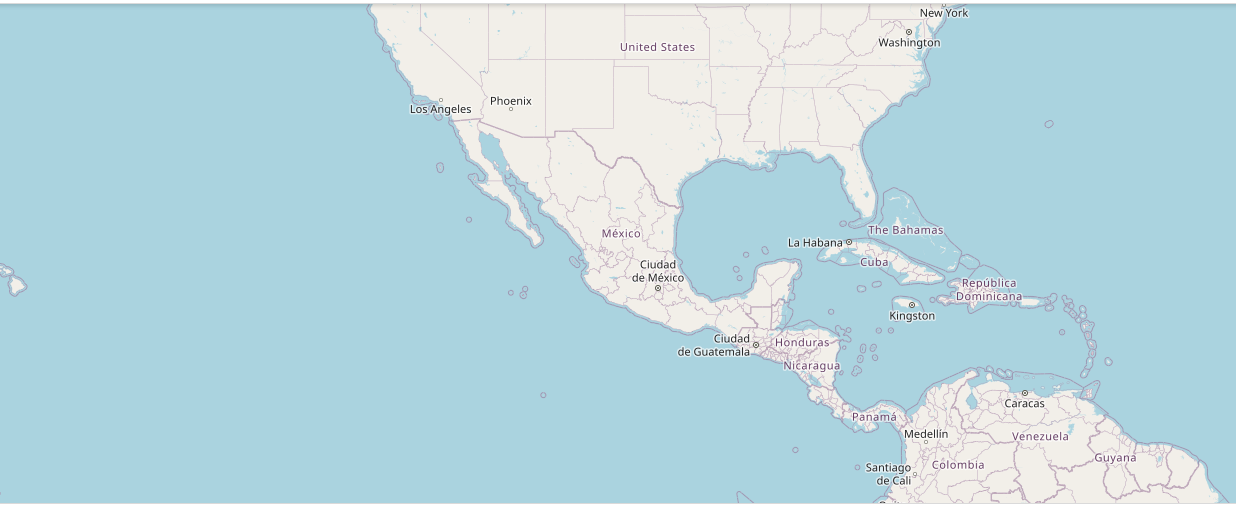 New York
Washington
United States
Los Angeles
Phoenix
The Bahamas
México
La Habana
Cuba
Ciudad
de México
República
Dominicana
Kingston
Ciudad
de Guatemala
Honduras
Nicaragua
Caracas
Panamá
Medellín
Venezuela
Guyana
Santiago
de Cali
Colombia